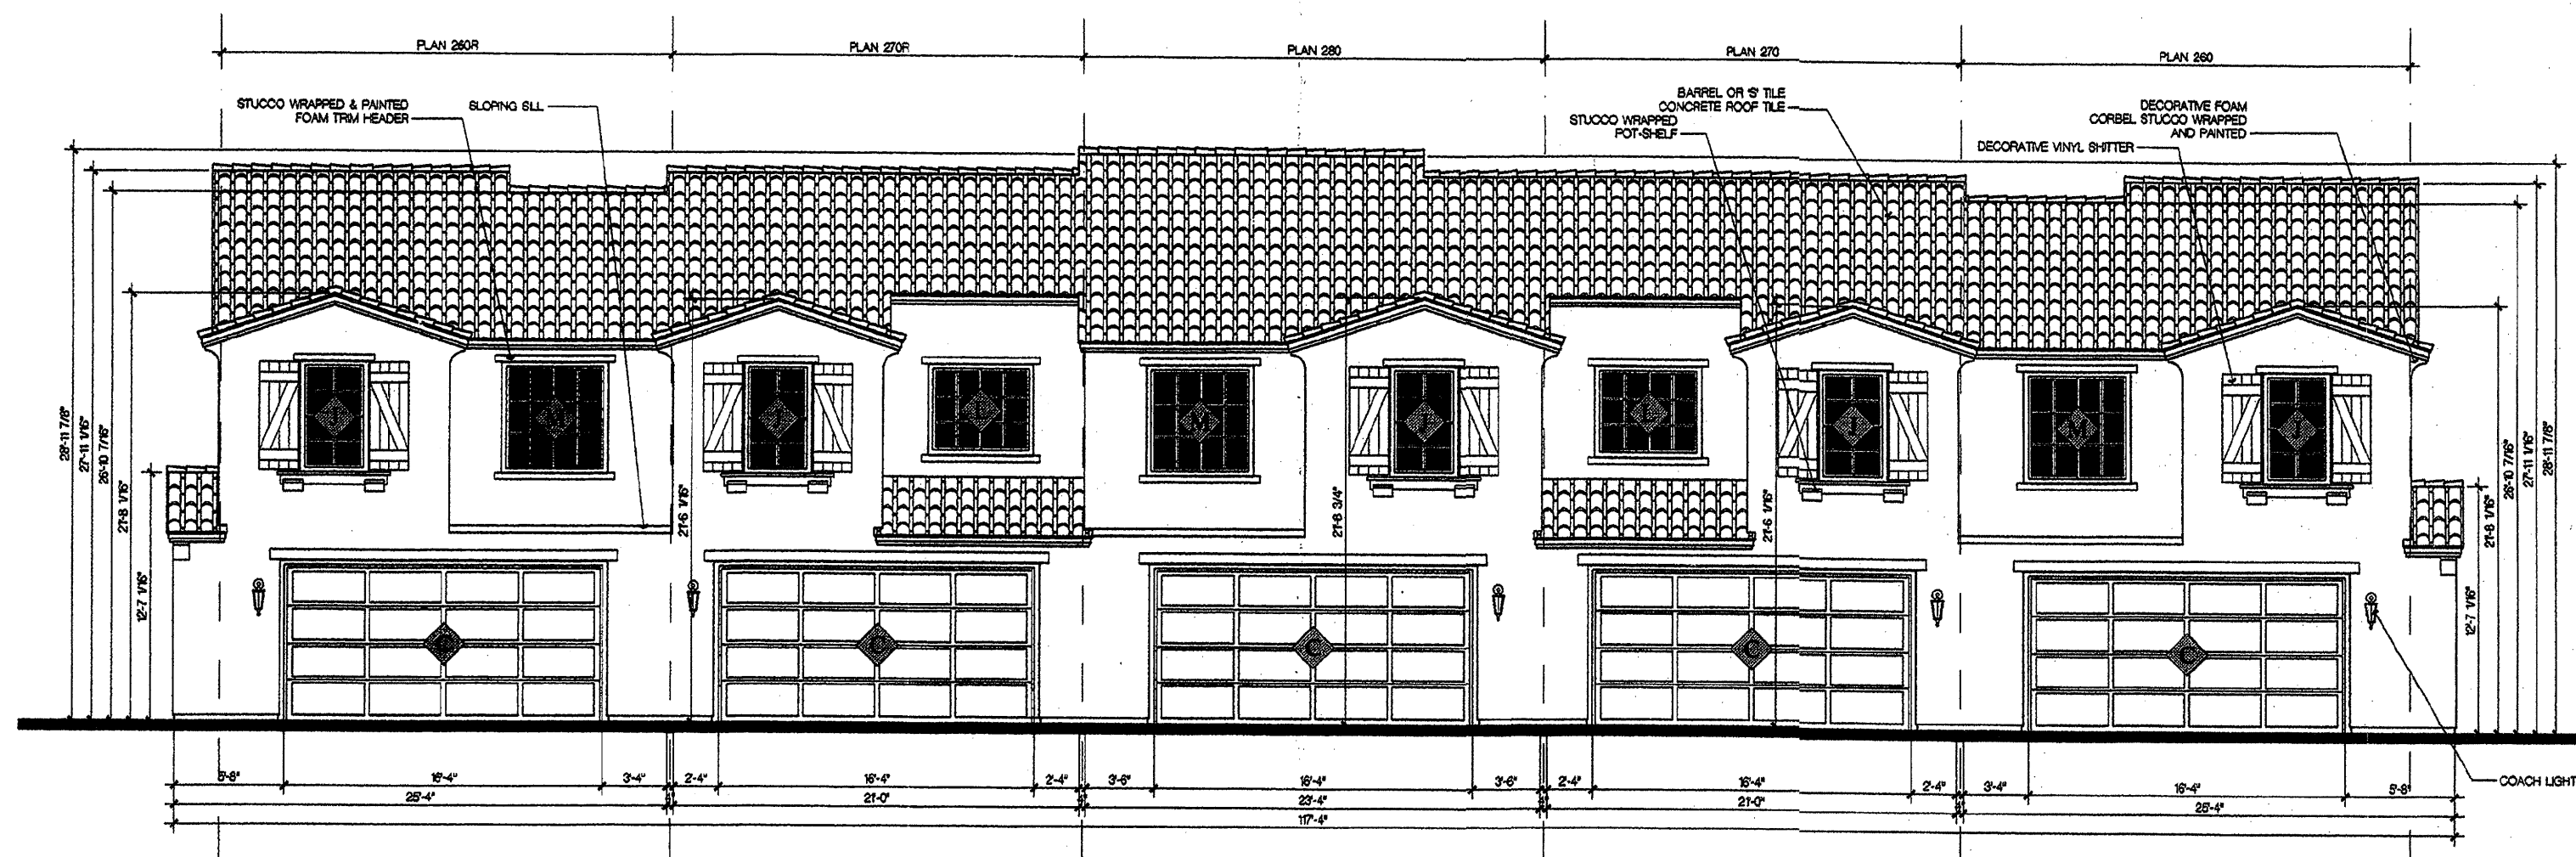 PLAN 260R
PLAN 270R
PLAN 280
PLAN 270
PLAN 260
STUCCO WRAPPED & PAINTED
FOAM TRIM HEADER
SLOPING SILL
STUCCO WRAPPED
POT-SHELF
BARREL OR 'S' TILE
CONCRETE ROOF TILE
DECORATIVE FOAM
CORBEL STUCCO WRAPPED
AND PAINTED
DECORATIVE VINYL SHTTER
28'-11 7/8"
27'-11 1/16"
26'-10 7/16"
21'-8 1/16"
12'-7 1/16"
21'-6 1/16"
21'-8 3/4"
21'-6 1/16"
12'-7 1/16"
21'-8 1/16"
26'-10 7/16"
27'-11 1/16"
28'-11 7/8"
J
L
M
L
J
M
J
C
C
C
C
COACH LIGHT
5'-8"
16'-4"
3'-4"
2'-4"
16'-4"
2'-4"
3'-6"
16'-4"
3'-6"
2'-4"
16'-4"
2'-4"
3'-4"
16'-4"
5'-8"
25'-4"
21'-0"
23'-4"
21'-0"
25'-4"
117'-4"